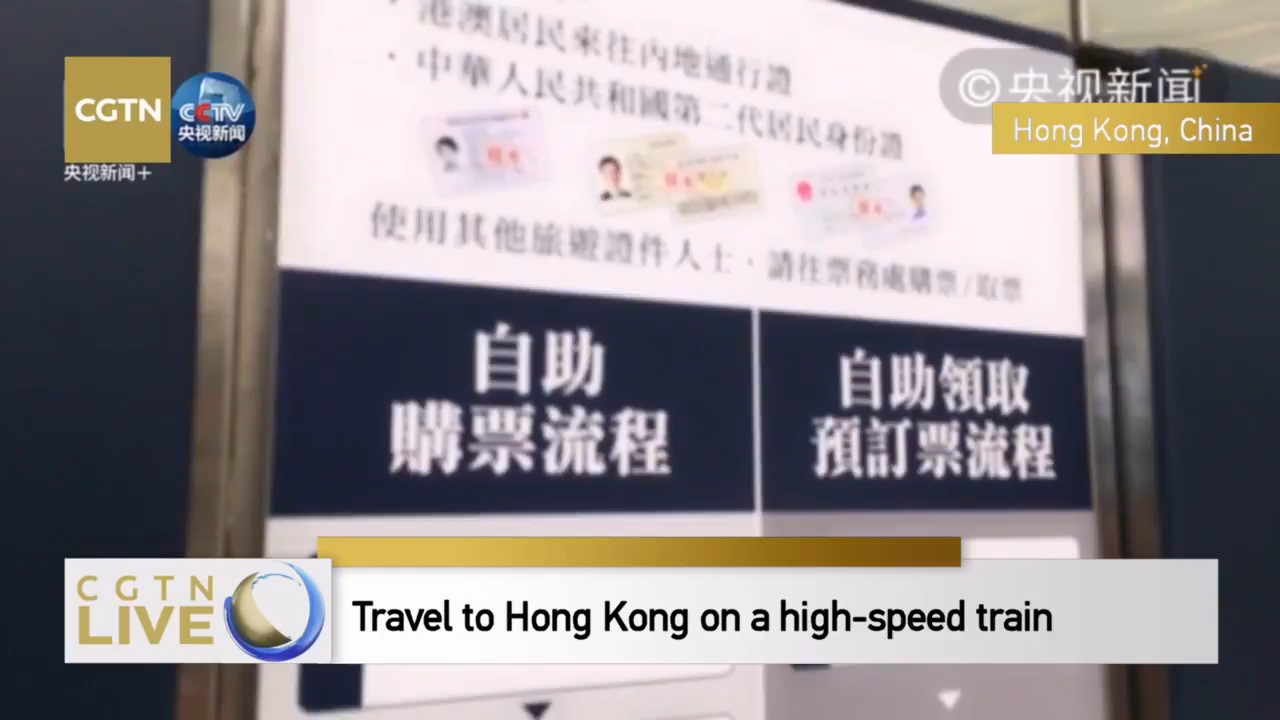 · 港澳居民來往內地通行證
· 中華人民共和國第二代居民身份證
CGTN
CCTV
央视新闻
央视新闻+
©央视新闻
Hong Kong, China
使用其他旅遊證件人士，請往票務處購票/取票
自助
購票流程
自助領取
預訂票流程
CGTN
LIVE
Travel to Hong Kong on a high-speed train